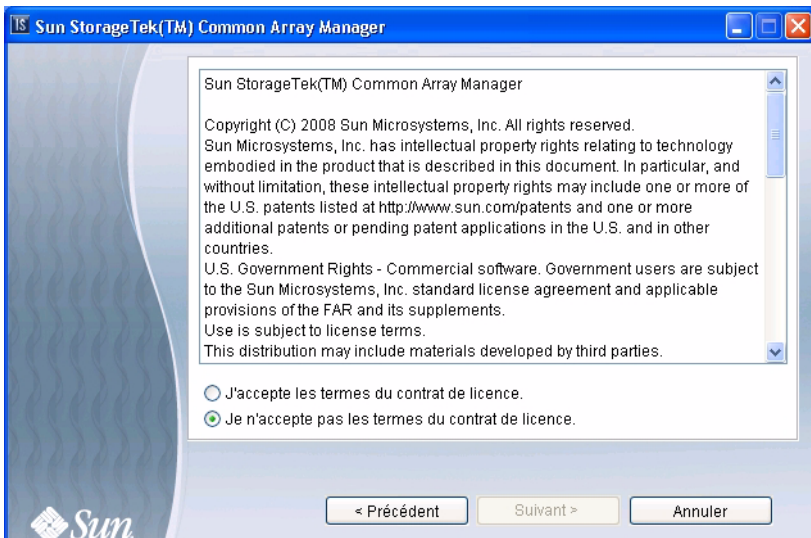 Sun StorageTek(TM) Common Array Manager
Sun StorageTek(TM) Common Array Manager
Copyright (C) 2008 Sun Microsystems, Inc. All rights reserved.
Sun Microsystems, Inc. has intellectual property rights relating to technology
embodied in the product that is described in this document. In particular, and
without limitation, these intellectual property rights may include one or more of
the U.S. patents listed at http://www.sun.com/patents and one or more
additional patents or pending patent applications in the U.S. and in other
countries.
U.S. Government Rights - Commercial software. Government users are subject
to the Sun Microsystems, Inc. standard license agreement and applicable
provisions of the FAR and its supplements.
Use is subject to license terms.
This distribution may include materials developed by third parties.
J'accepte les termes du contrat de licence.
Je n'accepte pas les termes du contrat de licence.
< Précédent
Suivant >
Annuler
Sun